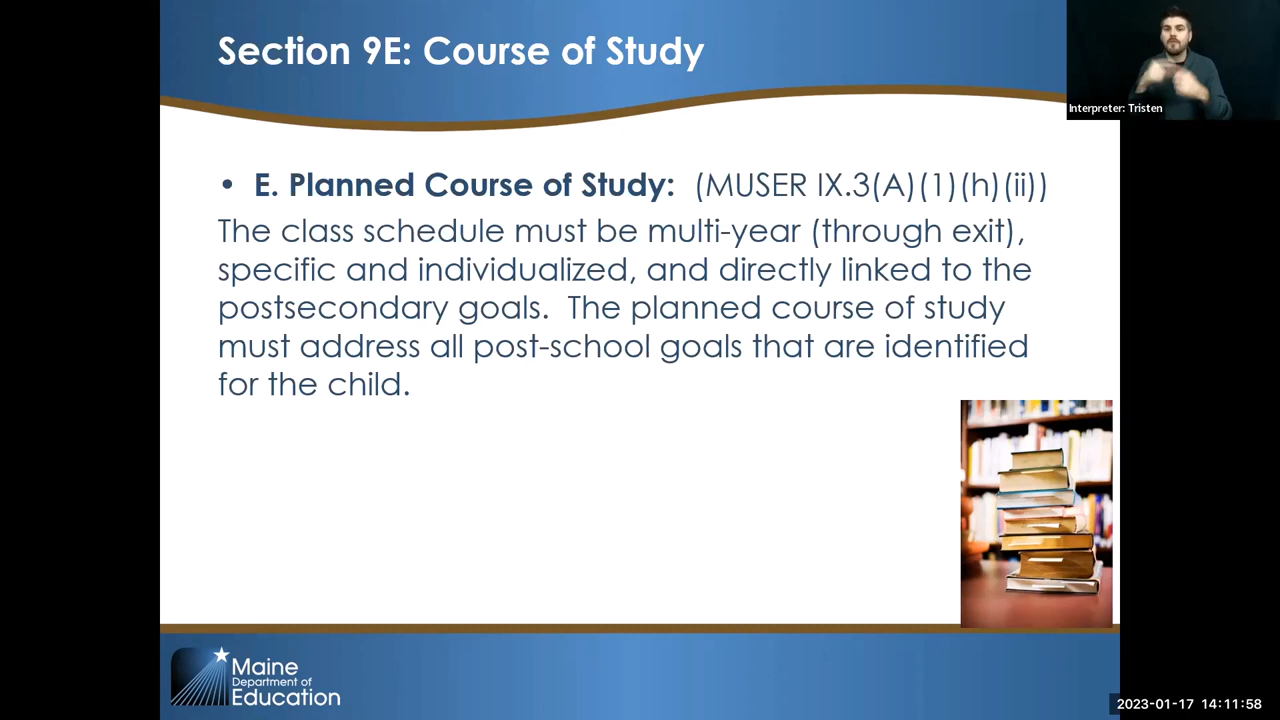 Section 9E: Course of Study
Interpreter: Tristen
• E. Planned Course of Study:  (MUSER IX.3(A)(1)(h)(ii))
The class schedule must be multi-year (through exit),
specific and individualized, and directly linked to the
postsecondary goals.  The planned course of study
must address all post-school goals that are identified
for the child.
Maine
Department of
Education
2023-01-17 14:11:58